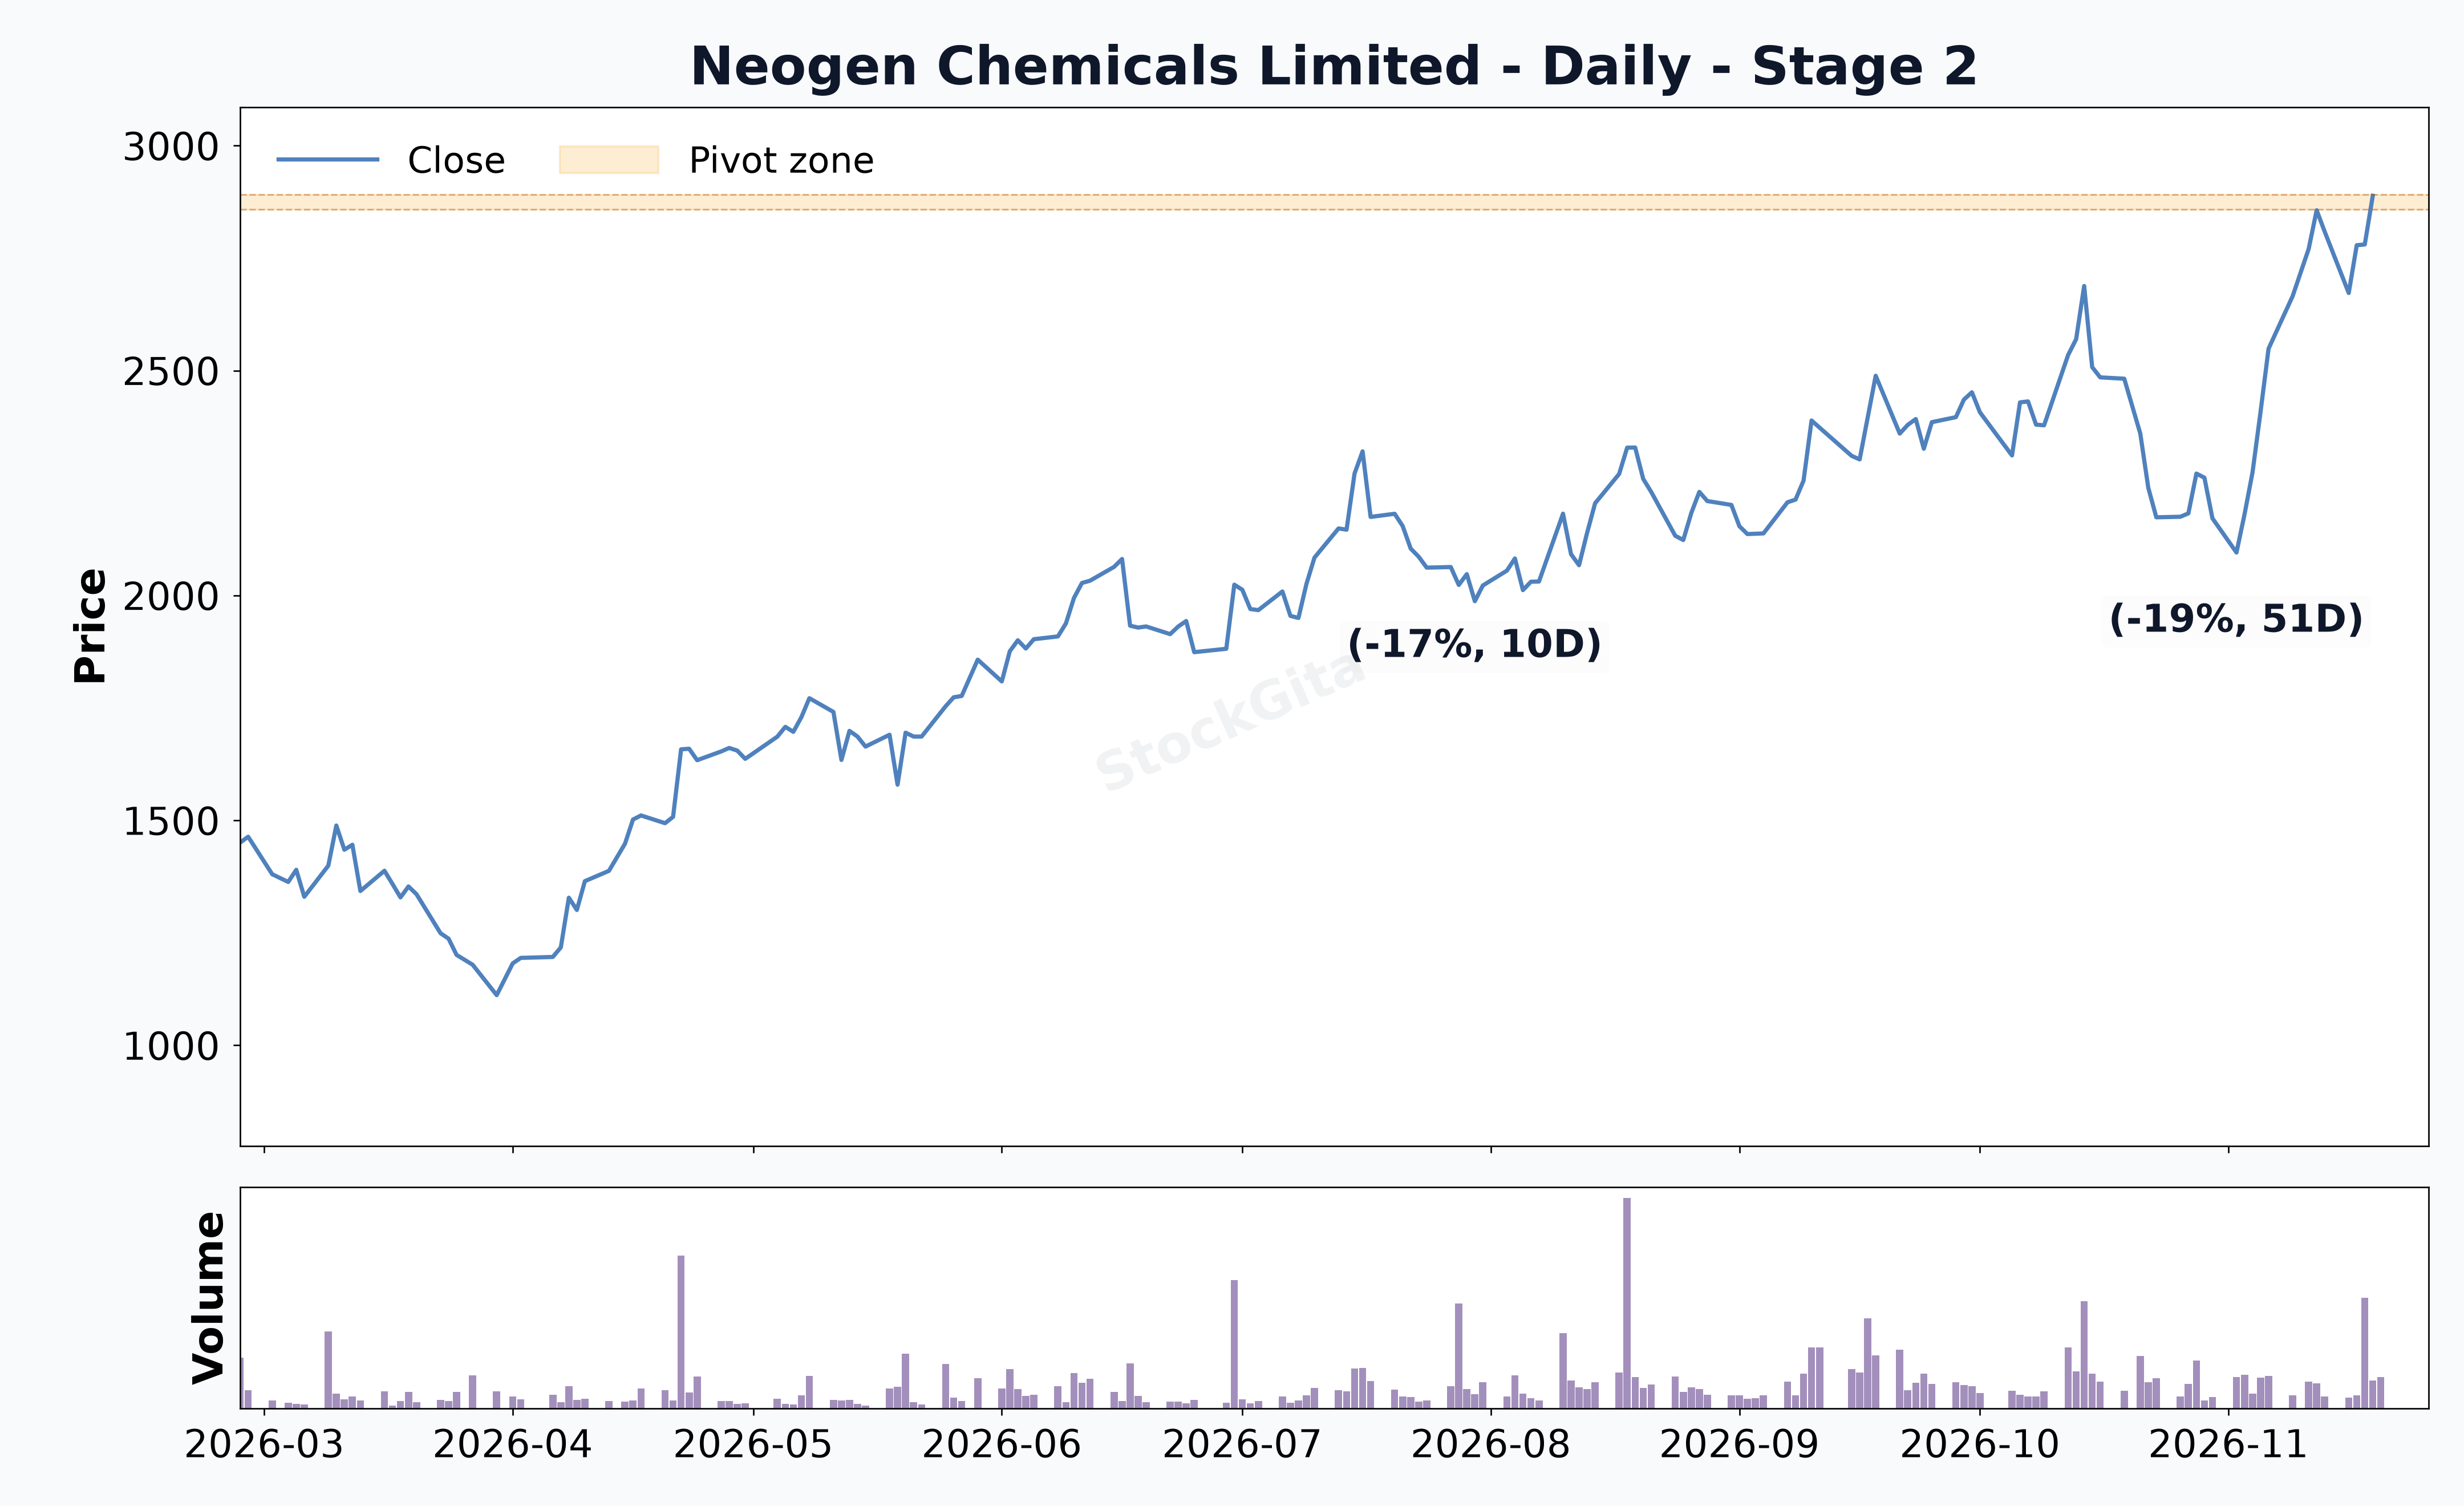 Neogen Chemicals Limited - Daily - Stage 2
Close
Pivot zone
3000
2500
2000
1500
1000
Price
(-17%, 10D)
(-19%, 51D)
StockGita
Volume
2026-03
2026-04
2026-05
2026-06
2026-07
2026-08
2026-09
2026-10
2026-11